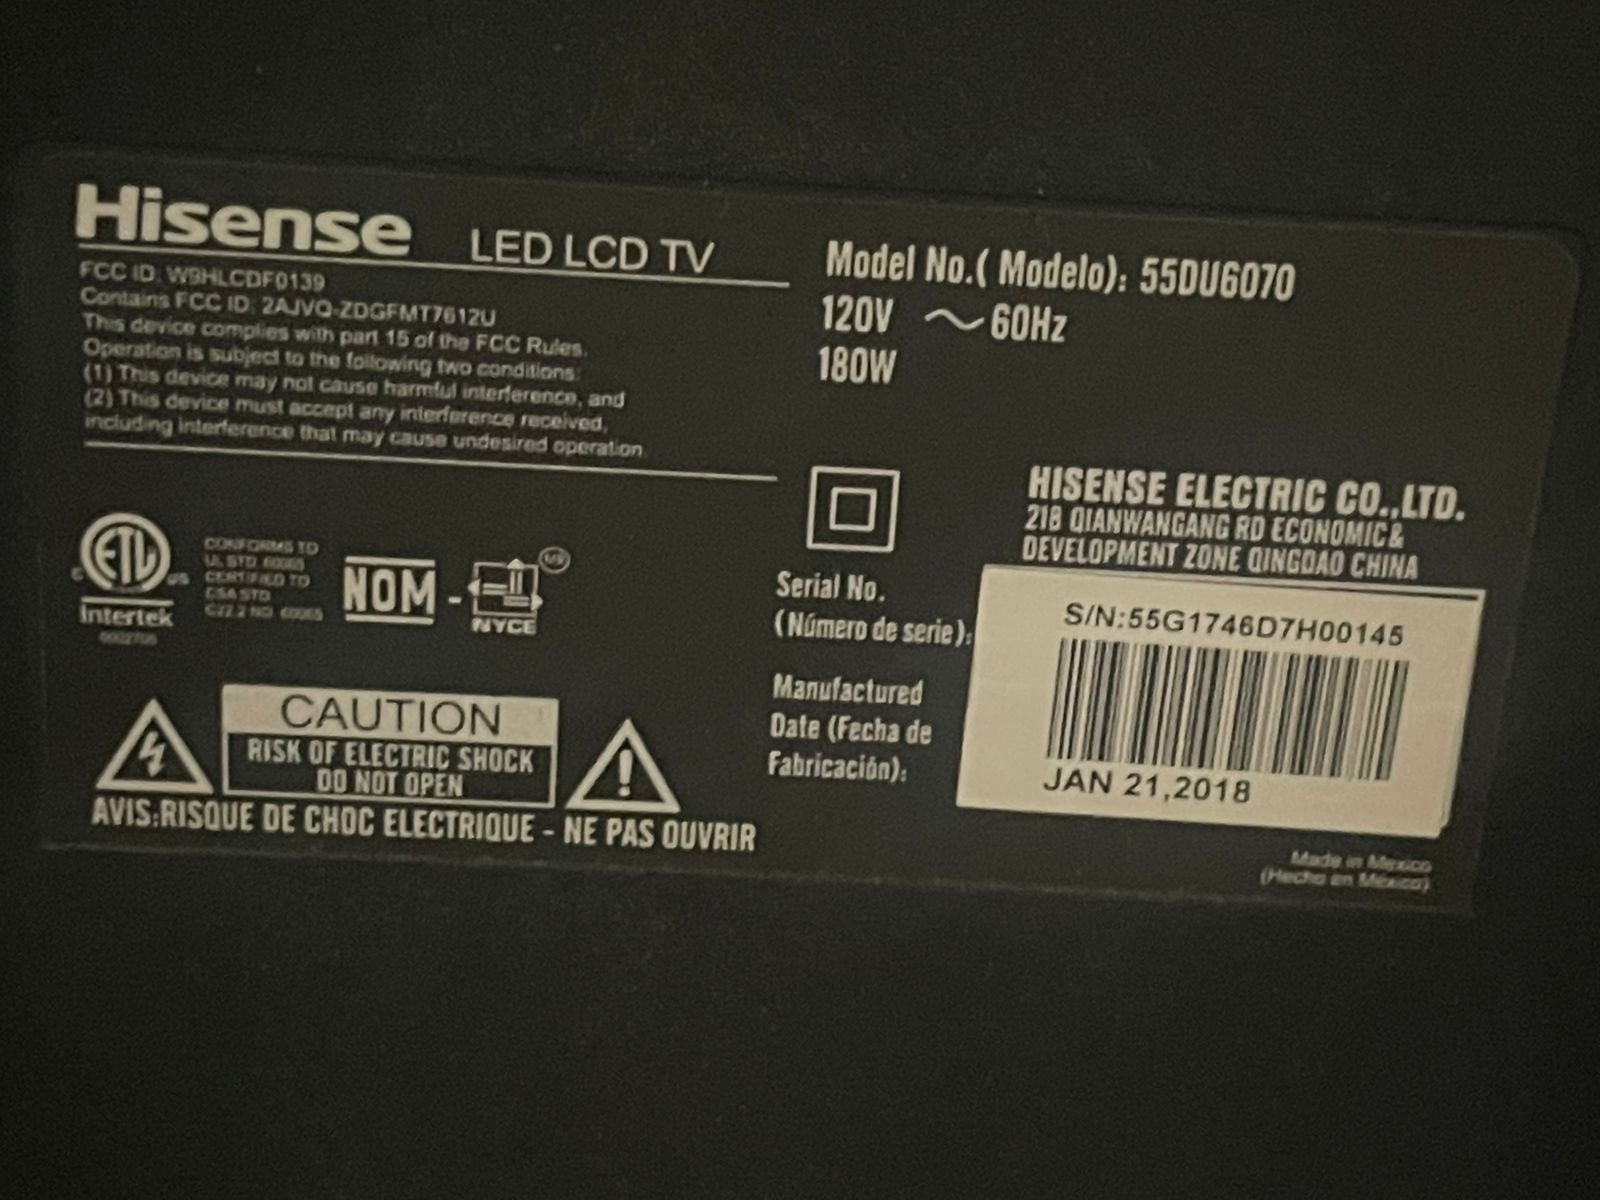 Hisense LED LCD TV
FCC ID: W9HLCDF0139
Contains FCC ID: 2AJVQ-ZDGFMT7612U
This device complies with part 15 of the FCC Rules.
Operation is subject to the following two conditions:
(1) This device may not cause harmful interference, and
(2) This device must accept any interference received,
including interference that may cause undesired operation.
Model No.( Modelo): 55DU6070
120V ～ 60Hz
180W
ETL
C US
Intertek
CONFORMS TO
UL STD
CERTIFIED TO
CSA STD
C22.2 NO.
NOM - NYCE
HISENSE ELECTRIC CO.,LTD.
218 QIANWANGANG RD ECONOMIC&
DEVELOPMENT ZONE QINGDAO CHINA
Serial No.
(Número de serie):
S/N:55G1746D7H00145
Manufactured
Date (Fecha de
Fabricación):
JAN 21,2018
CAUTION
RISK OF ELECTRIC SHOCK
DO NOT OPEN
AVIS:RISQUE DE CHOC ELECTRIQUE - NE PAS OUVRIR
Made in Mexico
(Hecho en México)